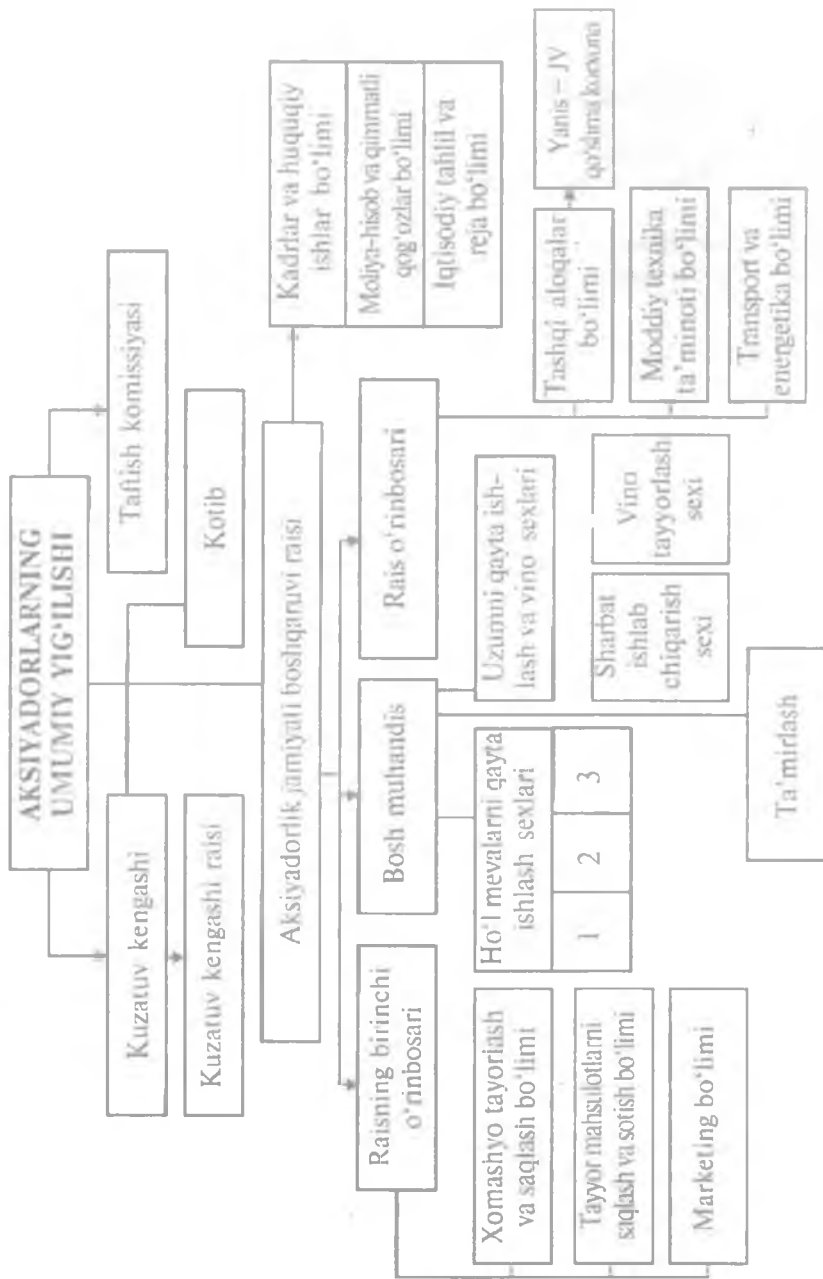 AKSIYADORLARNING
UMUMIY YIG‘ILISHI
Kuzatuv kengashi
Taftish komissiyasi
Kuzatuv kengashi raisi
Kotib
Aksiyadorlik jamiyati boshqaruvi raisi
Kadrlar va huquqiy
ishlar bo‘limi
Moliya-hisob va qimmatli
qog‘ozlar bo‘limi
Iqtisodiy tahlil va
reja bo‘limi
Raisning birinchi
o‘rinbosari
Bosh muhandis
Rais o‘rinbosari
Xomashyo tayorlash
va saqlash bo‘limi
Tayyor mahsulotlarni
saqlash va sotish bo‘limi
Marketing bo‘limi
Ho‘l mevalarni qayta
ishlash sexlari
1
2
3
Uzumni qayta ish-
lash va vino sexlari
Sharbat
ishlab
chiqarish
sexi
Vino
tayyorlash
sexi
Ta’mirlash
Tashqi aloqalar
bo‘limi
Yanis – JV
qo‘shma korxona
Moddiy texnika
ta’minoti bo‘limi
Transport va
energetika bo‘limi